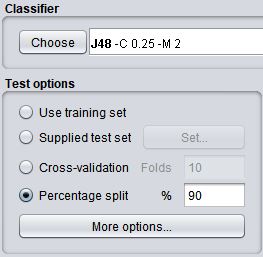 Classifier
Choose J48 -C 0.25 -M 2
Test options
Use training set
Supplied test set Set...
Cross-validation Folds 10
Percentage split % 90
More options...